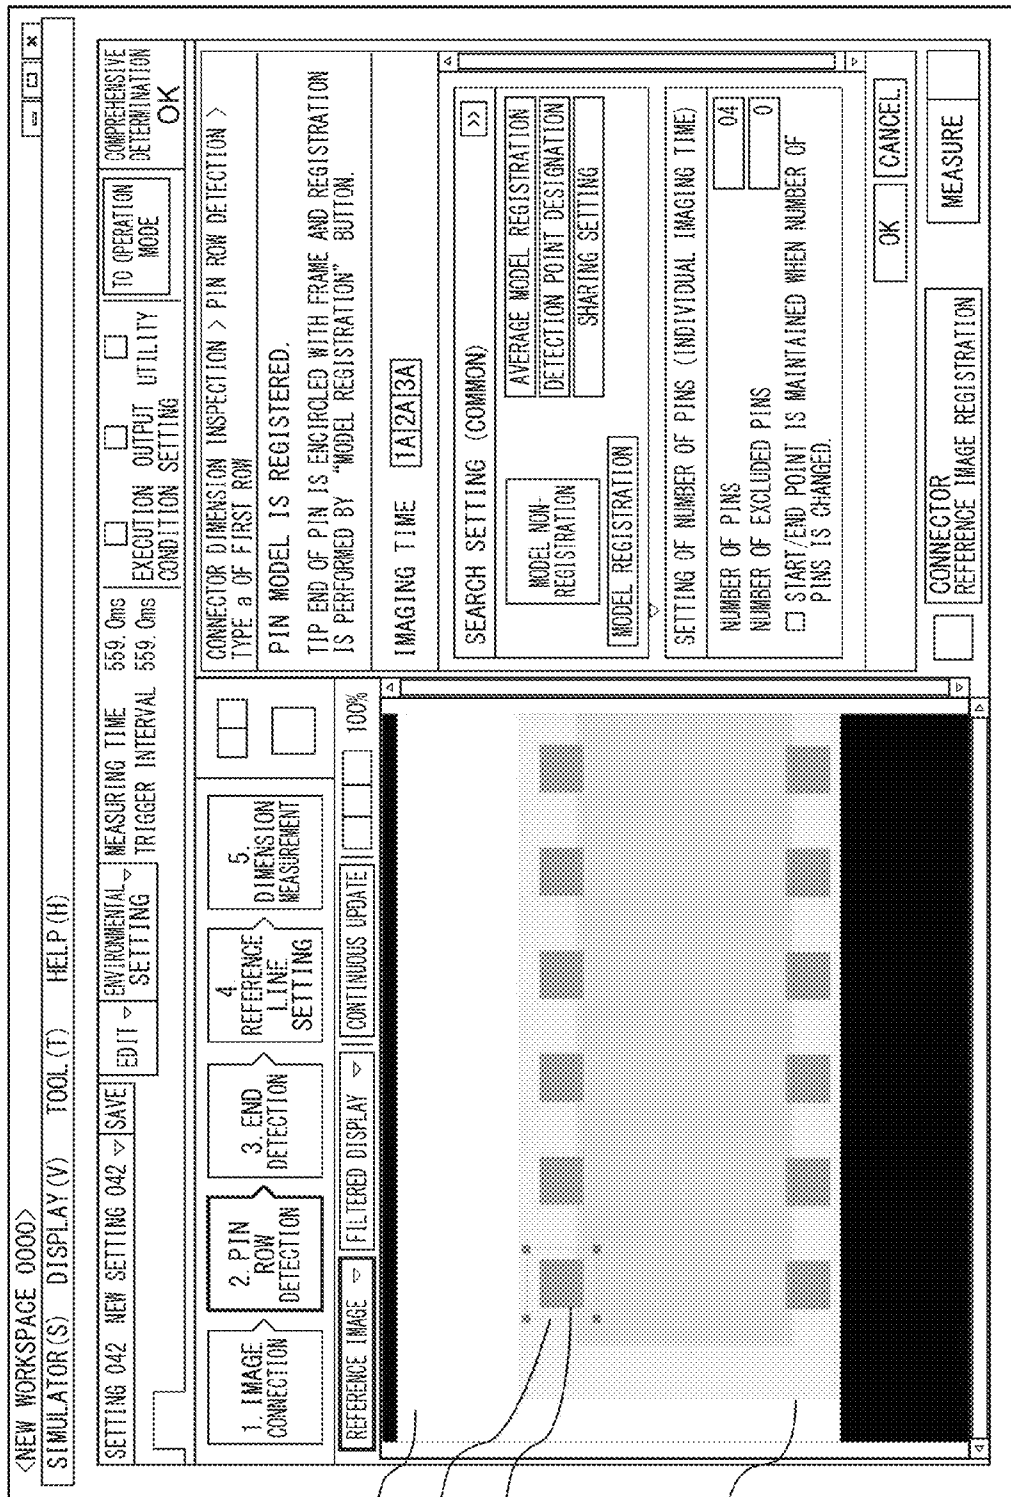 <NEW WORKSPACE 0000>
SIMULATOR(S) DISPLAY(V) TOOL(T) HELP(H)
SETTING 042 NEW SETTING 042 SAVE
EDIT
ENVIRONMENTAL
SETTING
MEASURING TIME 559.0ms
TRIGGER INTERVAL 559.0ms
EXECUTION OUTPUT UTILITY
CONDITION SETTING
TO OPERATION
MODE
COMPREHENSIVE
DETERMINATION
OK
1. IMAGE
CONNECTION
2. PIN
ROW
DETECTION
3. END
DETECTION
4.
REFERENCE
LINE
SETTING
5.
DIMENSION
MEASUREMENT
REFERENCE IMAGE
FILTERED DISPLAY
CONTINUOUS UPDATE
100%
CONNECTOR DIMENSION INSPECTION > PIN ROW DETECTION >
TYPE a OF FIRST ROW
PIN MODEL IS REGISTERED.
TIP END OF PIN IS ENCIRCLED WITH FRAME AND REGISTRATION
IS PERFORMED BY "MODEL REGISTRATION" BUTTON.
IMAGING TIME 1A 2A 3A
SEARCH SETTING (COMMON) >>
MODEL NON-
REGISTRATION
MODEL REGISTRATION
AVERAGE MODEL REGISTRATION
DETECTION POINT DESIGNATION
SHARING SETTING
SETTING OF NUMBER OF PINS (INDIVIDUAL IMAGING TIME)
NUMBER OF PINS 04
NUMBER OF EXCLUDED PINS 0
START/END POINT IS MAINTAINED WHEN NUMBER OF
PINS IS CHANGED.
OK CANCEL
CONNECTOR
REFERENCE IMAGE REGISTRATION
MEASURE